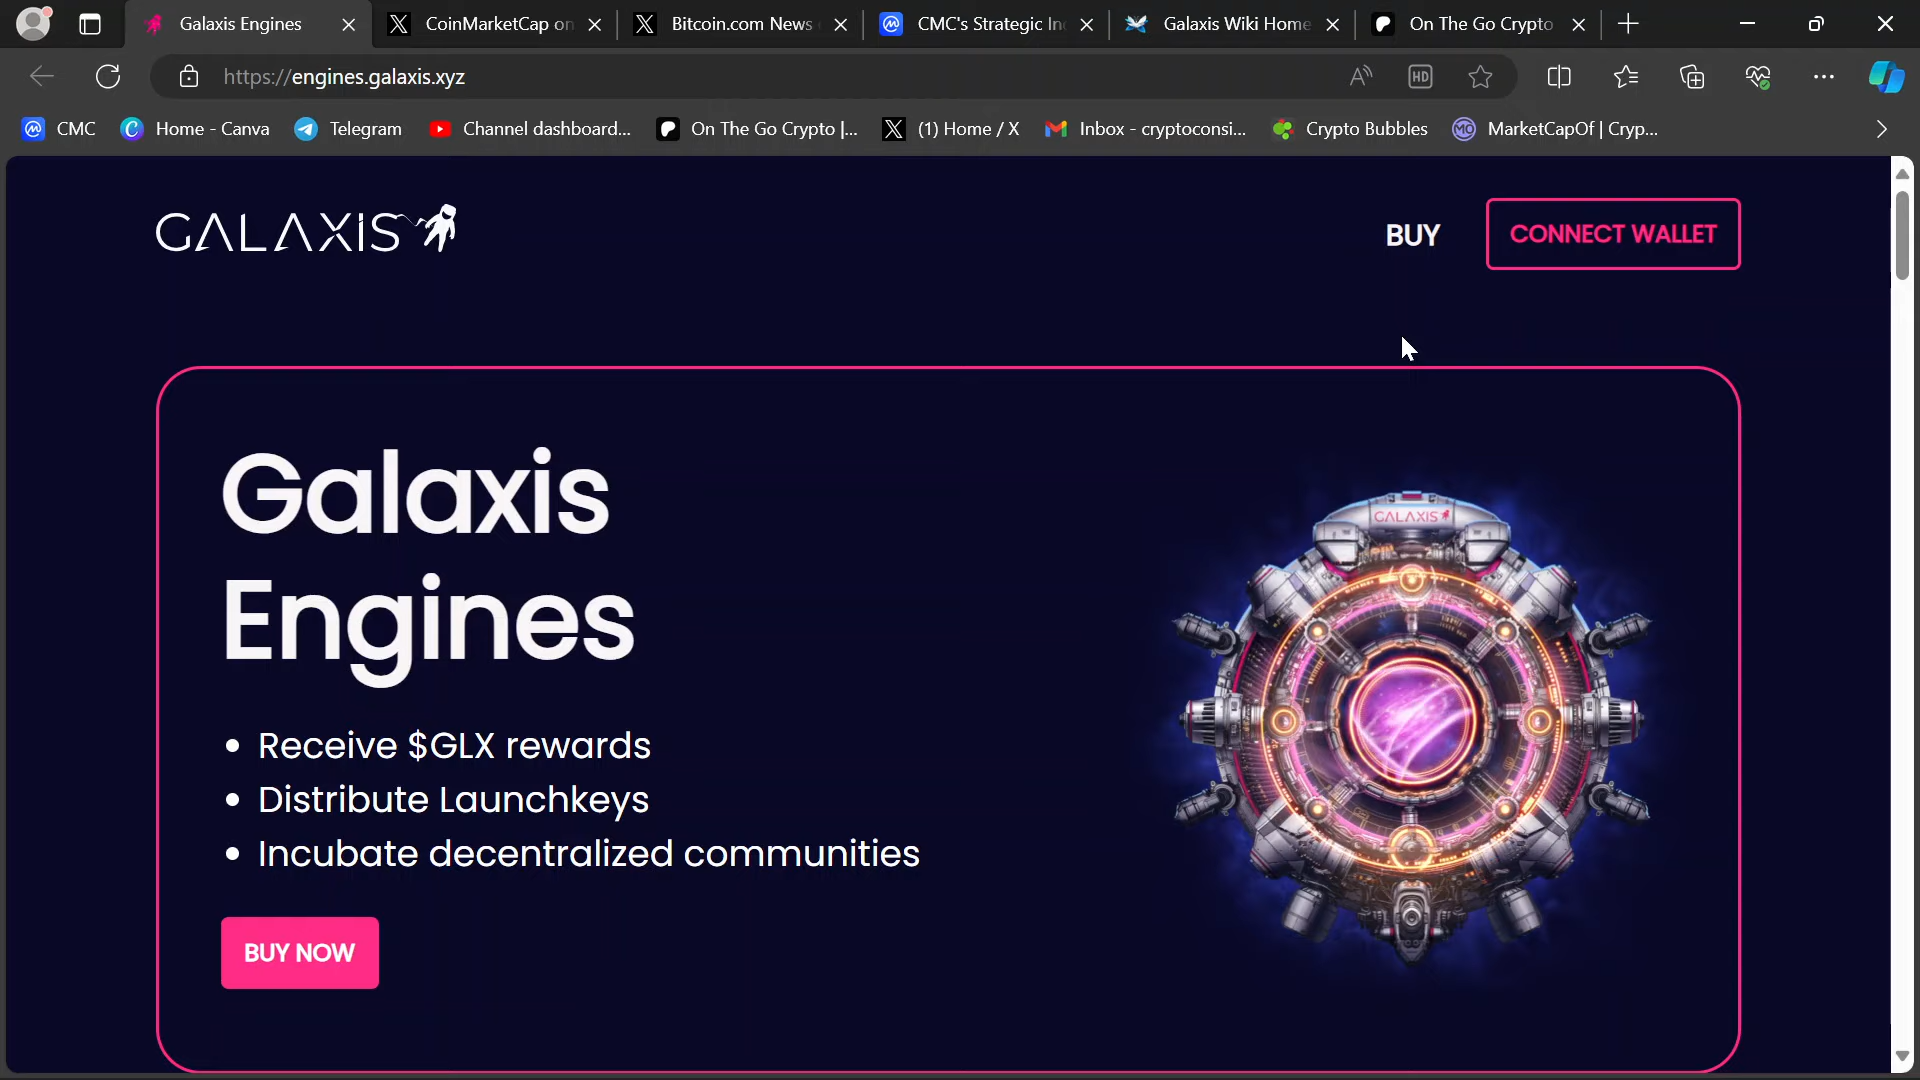 Galaxis Engines
CoinMarketCap on
Bitcoin.com News
CMC's Strategic In
Galaxis Wiki Home
On The Go Crypto
https://engines.galaxis.xyz
HD
CMC
Home - Canva
Telegram
Channel dashboard...
On The Go Crypto |...
(1) Home / X
Inbox - cryptoconsi...
Crypto Bubbles
MarketCapOf | Cryp...
GALAXIS
BUY
CONNECT WALLET
Galaxis
Engines
• Receive $GLX rewards
• Distribute Launchkeys
• Incubate decentralized communities
BUY NOW
GALAXIS